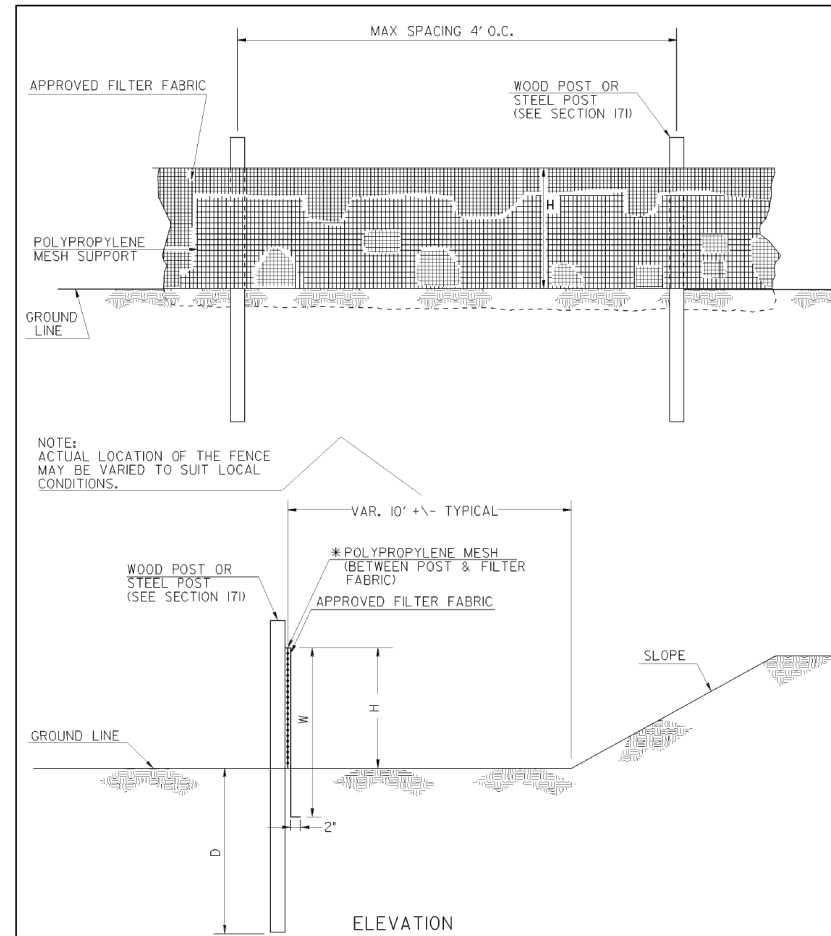 MAX SPACING 4' O.C.
APPROVED FILTER FABRIC
WOOD POST OR
STEEL POST
(SEE SECTION 171)
H
POLYPROPYLENE
MESH SUPPORT
GROUND
LINE
NOTE:
ACTUAL LOCATION OF THE FENCE
MAY BE VARIED TO SUIT LOCAL
CONDITIONS.
VAR. 10' +\- TYPICAL
*POLYPROPYLENE MESH
(BETWEEN POST & FILTER
FABRIC)
WOOD POST OR
STEEL POST
(SEE SECTION 171)
APPROVED FILTER FABRIC
SLOPE
W
H
GROUND LINE
2"
D
ELEVATION